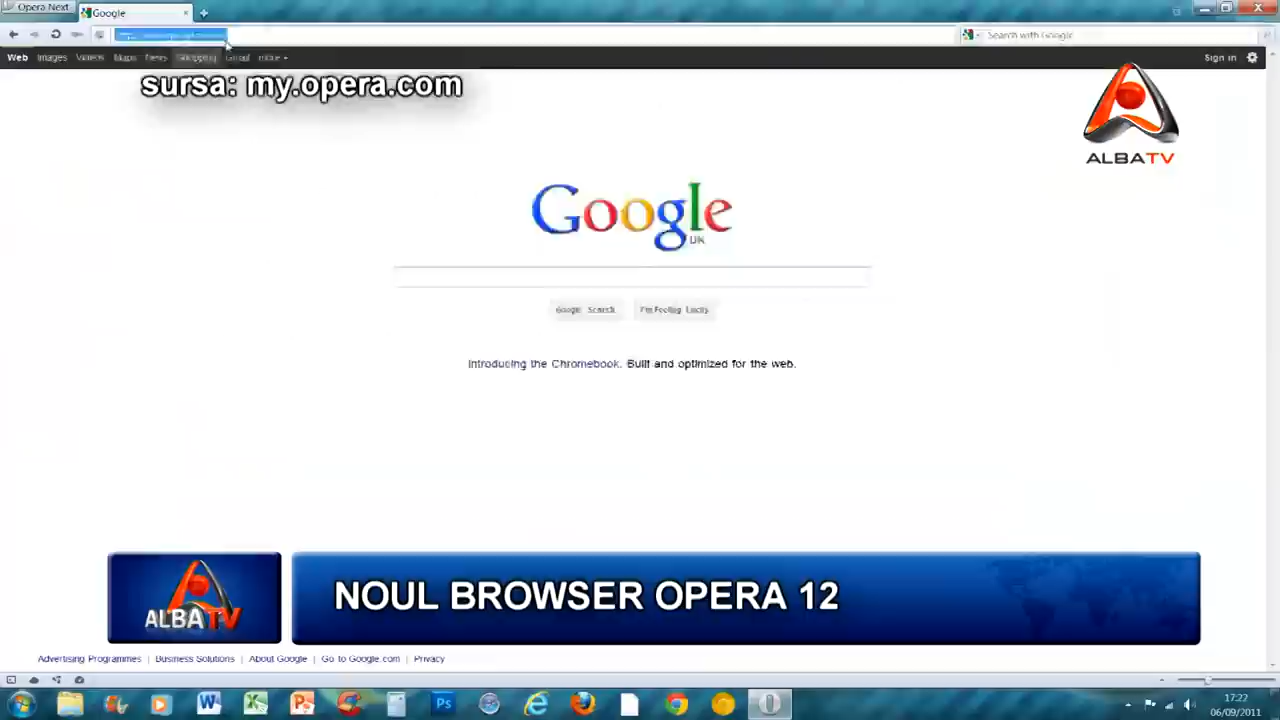 Opera Next
Google
Search with Google
Web Images Videos Maps News Shopping Gmail more
Sign in
sursa: my.opera.com
ALBATV
Google
UK
Google Search I'm Feeling Lucky
Introducing the Chromebook. Built and optimized for the web.
ALBATV
NOUL BROWSER OPERA 12
Advertising Programmes | Business Solutions | About Google | Go to Google.com | Privacy
17:22
06/09/2011